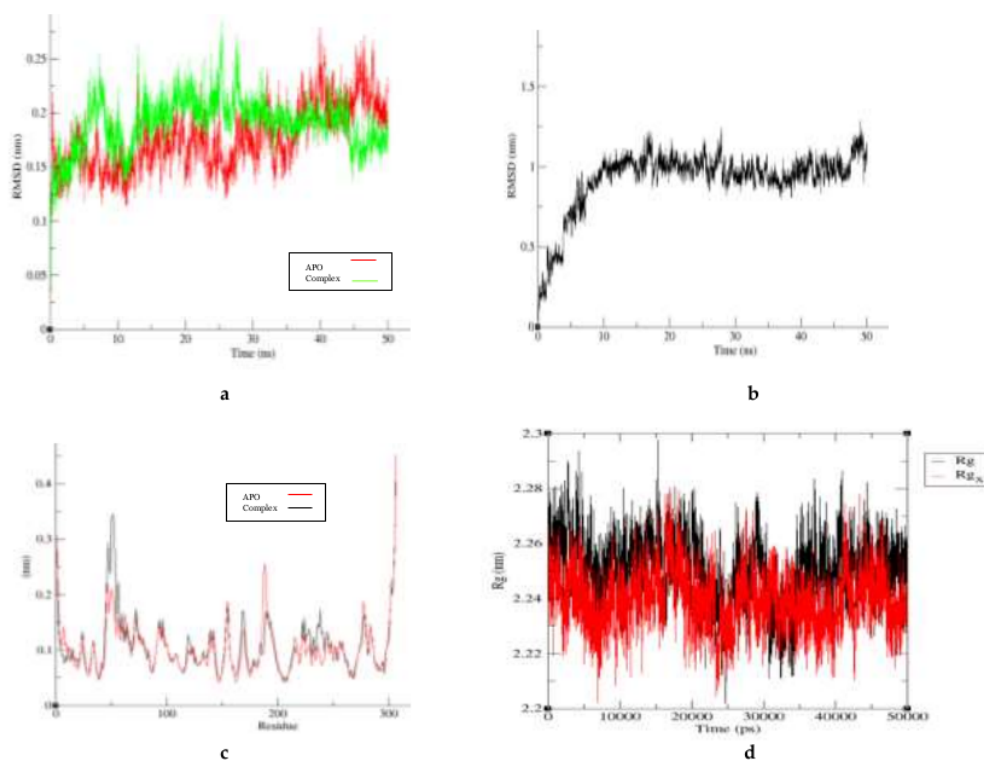 0.25
0.2
0.15
0.1
0.05
0
RMSD (nm)
APO
Complex
0 10 20 30 40 50
Time (ns)
a
1.5
1
0.5
0
RMSD (nm)
0 10 20 30 40 50
Time (ns)
b
0.4
0.3
0.2
0.1
0
(nm)
APO
Complex
0 100 200 300
Residue
c
2.3
2.28
2.26
2.24
2.22
2.2
Rg (nm)
Rg
Rgx
0 10000 20000 30000 40000 50000
Time (ps)
d